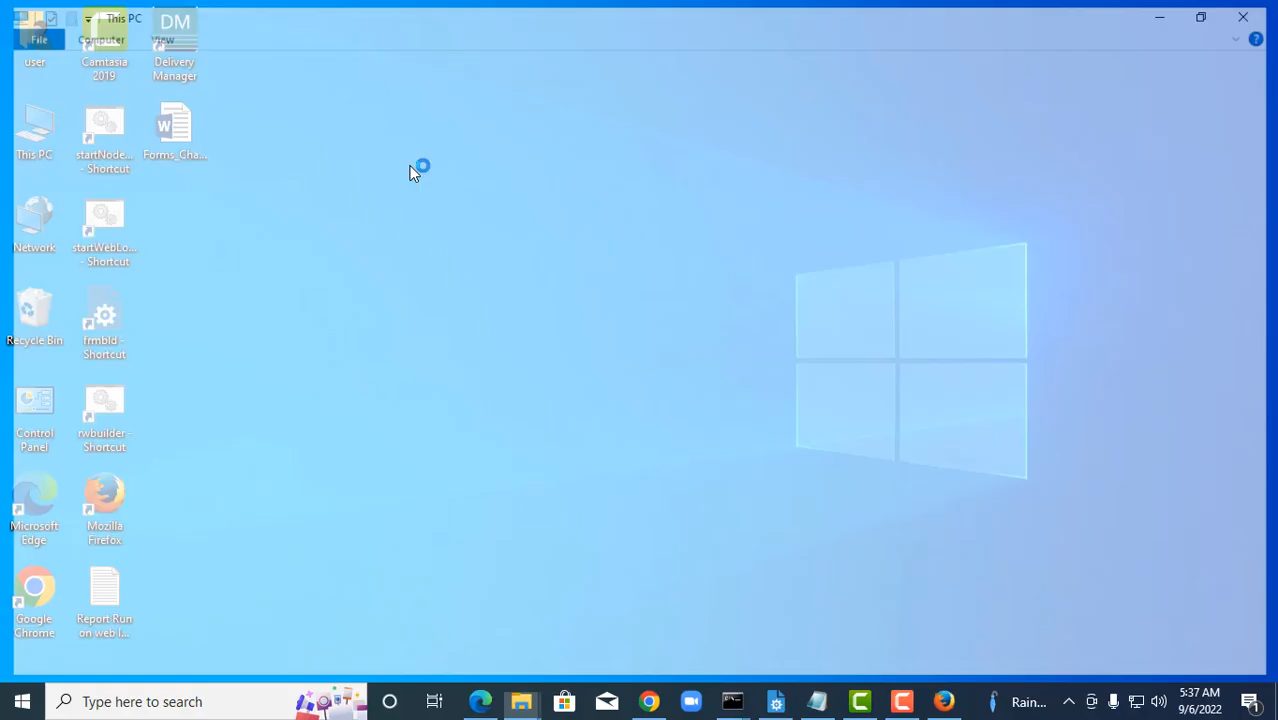 This PC
File
Computer
View
DM
user
Camtasia
2019
Delivery
Manager
This PC
startNode...
- Shortcut
Forms_Cha...
Network
startWebLo...
- Shortcut
Recycle Bin
frmbld -
Shortcut
Control
Panel
rwbuilder -
Shortcut
Microsoft
Edge
Mozilla
Firefox
Google
Chrome
Report Run
on web l...
Type here to search
Rain...
5:37 AM
9/6/2022
1